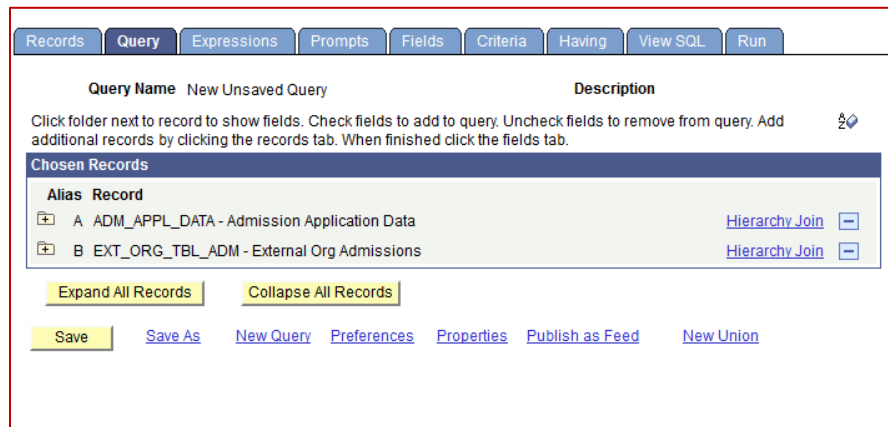 Records Query Expressions Prompts Fields Criteria Having View SQL Run
Query Name New Unsaved Query Description
Click folder next to record to show fields. Check fields to add to query. Uncheck fields to remove from query. Add
additional records by clicking the records tab. When finished click the fields tab.
Chosen Records
Alias Record
A ADM_APPL_DATA - Admission Application Data Hierarchy Join
B EXT_ORG_TBL_ADM - External Org Admissions Hierarchy Join
Expand All Records Collapse All Records
Save Save As New Query Preferences Properties Publish as Feed New Union